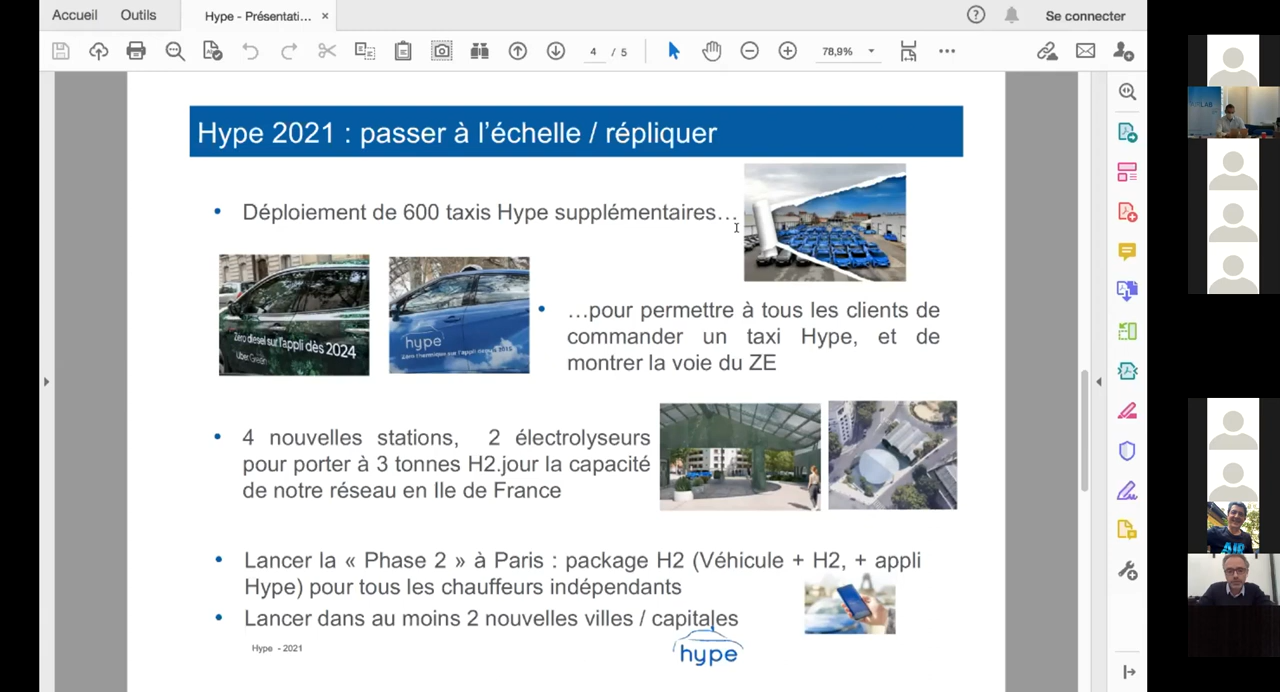 Accueil
Outils
Hype - Présentati... ×
Se connecter
4 / 5
78,9%
Hype 2021 : passer à l'échelle / répliquer
• Déploiement de 600 taxis Hype supplémentaires…
Zéro diesel sur l'appli dès 2024
Uber Green
hype
• …pour permettre à tous les clients de
commander un taxi Hype, et de
montrer la voie du ZE
• 4 nouvelles stations, 2 électrolyseurs
pour porter à 3 tonnes H2.jour la capacité
de notre réseau en Ile de France
• Lancer la « Phase 2 » à Paris : package H2 (Véhicule + H2, + appli
Hype) pour tous les chauffeurs indépendants
• Lancer dans au moins 2 nouvelles villes / capitales
Hype - 2021
hype
AIR